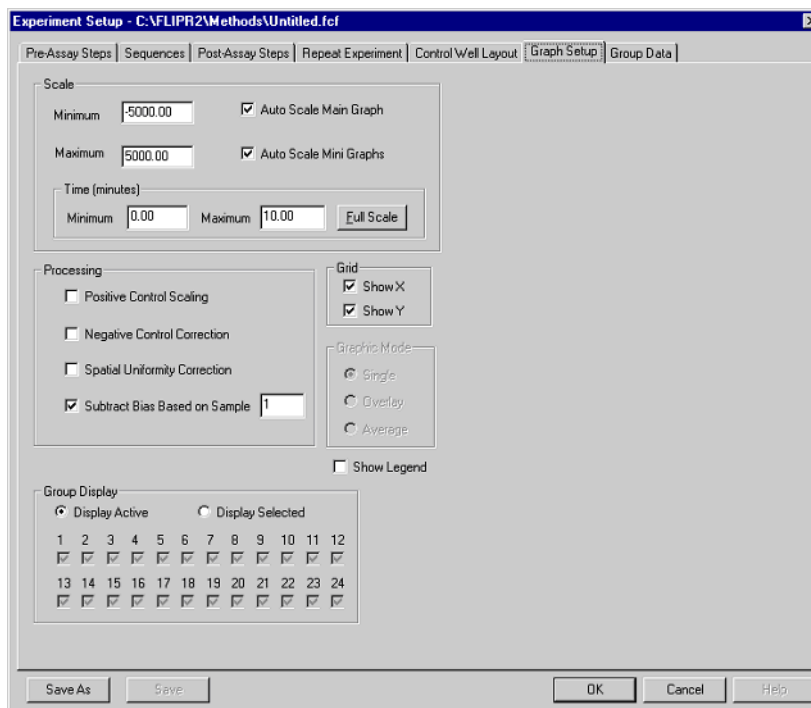 Experiment Setup - C:\FLIPR2\Methods\Untitled.fcf
Pre-Assay Steps Sequences Post-Assay Steps Repeat Experiment Control Well Layout Graph Setup Group Data
Scale
Minimum -5000.00 Auto Scale Main Graph
Maximum 5000.00 Auto Scale Mini Graphs
Time (minutes)
Minimum 0.00 Maximum 10.00 Full Scale
Processing
Positive Control Scaling
Negative Control Correction
Spatial Uniformity Correction
Subtract Bias Based on Sample 1
Grid
Show X
Show Y
Graphic Mode
Single
Overlay
Average
Show Legend
Group Display
Display Active Display Selected
1 2 3 4 5 6 7 8 9 10 11 12
13 14 15 16 17 18 19 20 21 22 23 24
Save As Save OK Cancel Help